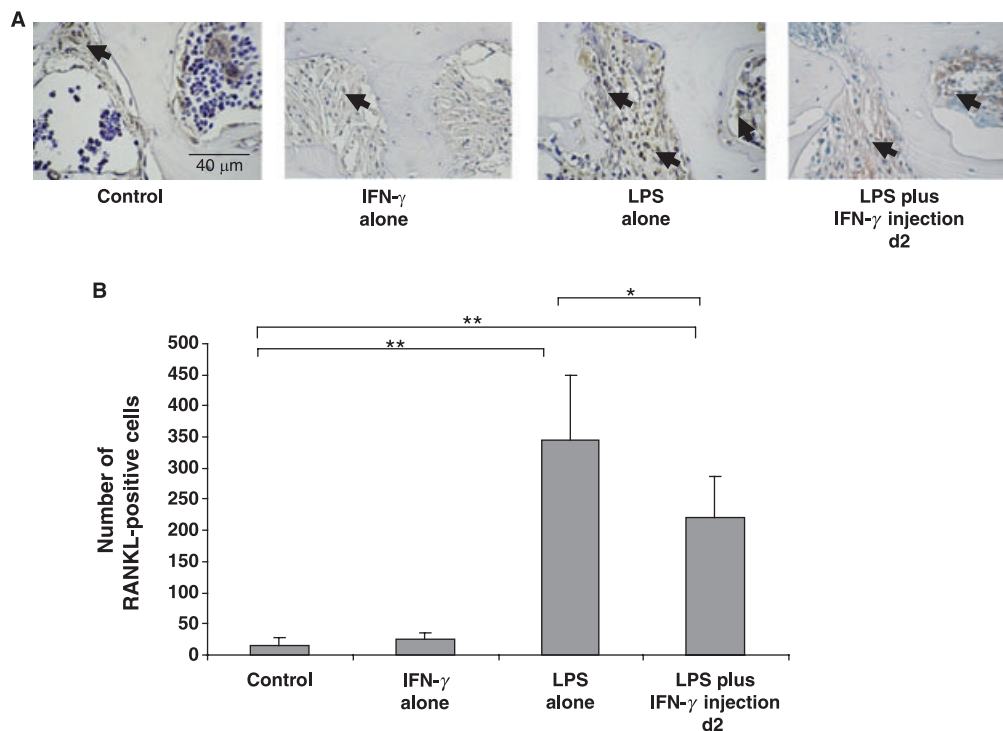 A
40 μm
Control
IFN-γ
alone
LPS
alone
LPS plus
IFN-γ injection
d2
B
*
**
**
500
450
400
350
300
250
200
150
100
50
0
Number of
RANKL-positive cells
Control
IFN-γ
alone
LPS
alone
LPS plus
IFN-γ injection
d2